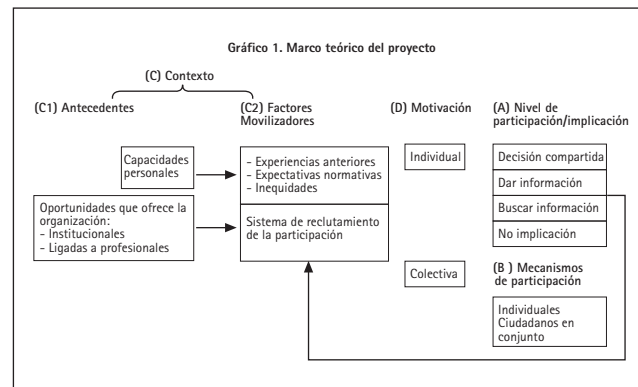 Gráfico 1. Marco teórico del proyecto
(C) Contexto
(C1) Antecedentes
(C2) Factores
Movilizadores
(D) Motivación
(A) Nivel de
participación/implicación
Capacidades
personales
- Experiencias anteriores
- Expectativas normativas
- Inequidades
Individual
Decisión compartida
Dar información
Buscar información
No implicación
Oportunidades que ofrece la
organización:
- Institucionales
- Ligadas a profesionales
Sistema de reclutamiento
de la participación
Colectiva
(B ) Mecanismos
de participación
Individuales
Ciudadanos en
conjunto